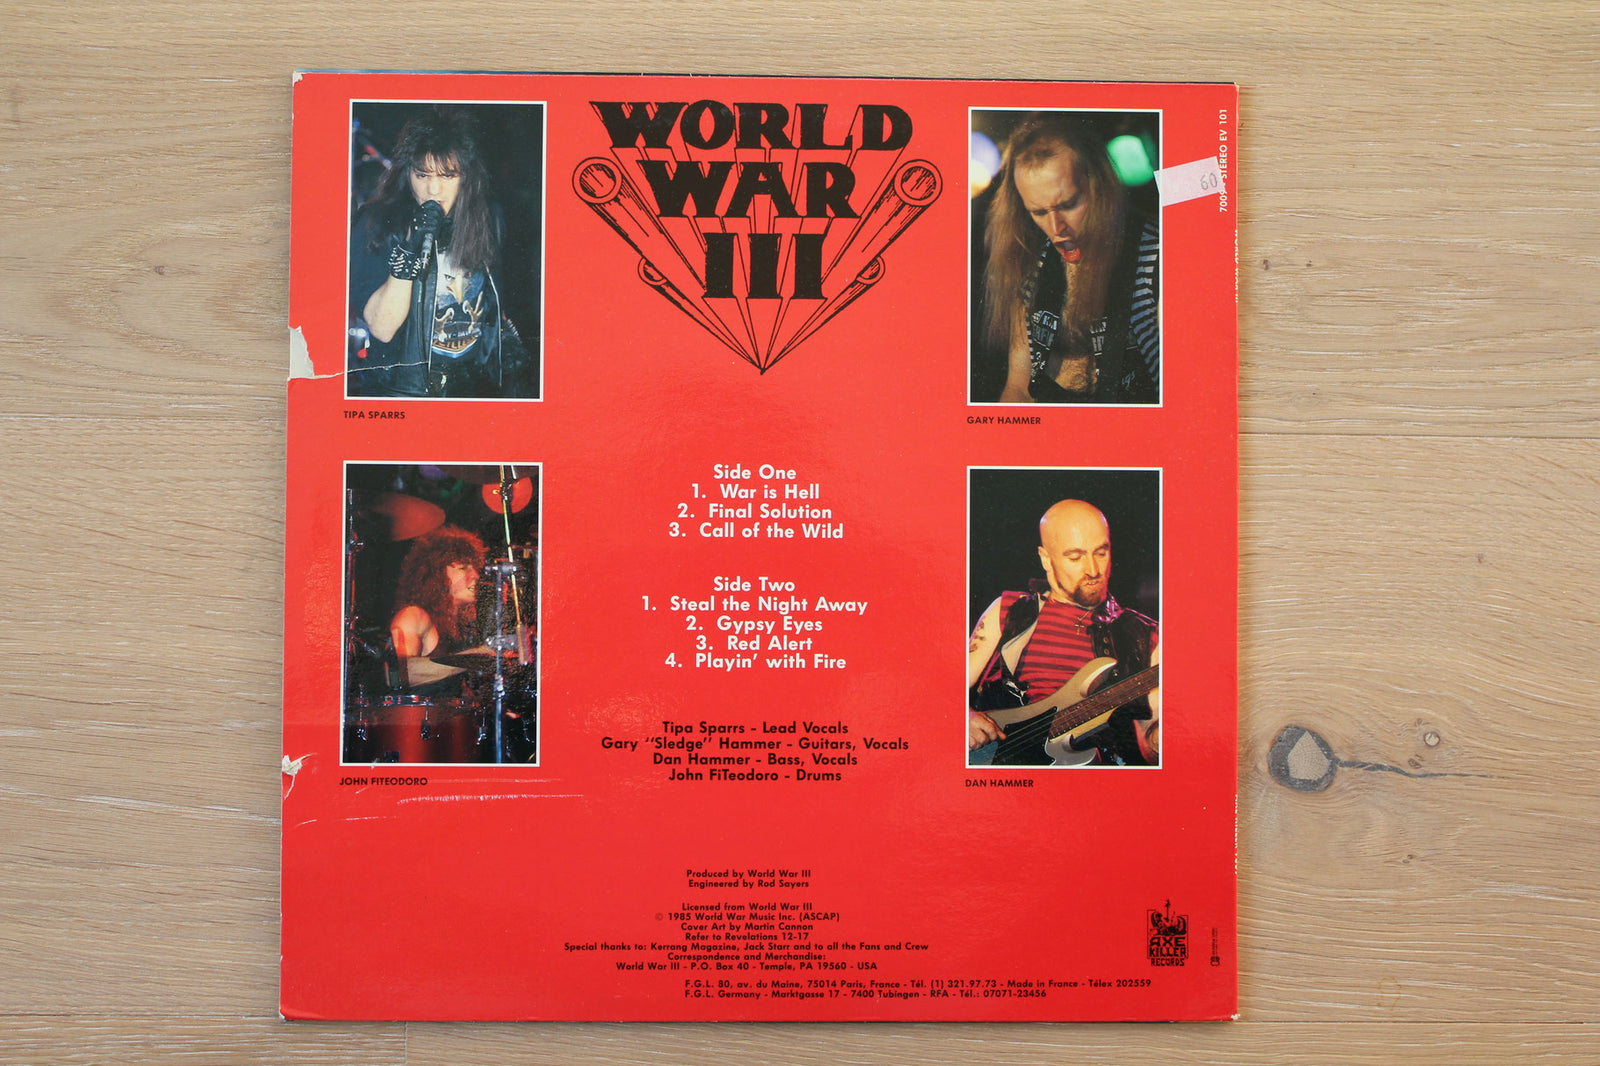 WORLD
WAR
III
TIPA SPARRS
GARY HAMMER
60
STEREO EV 101
Side One
1. War is Hell
2. Final Solution
3. Call of the Wild
Side Two
1. Steal the Night Away
2. Gypsy Eyes
3. Red Alert
4. Playin' with Fire
JOHN FITEODORO
DAN HAMMER
Tipa Sparrs - Lead Vocals
Gary "Sledge" Hammer - Guitars, Vocals
Dan Hammer - Bass, Vocals
John FiTeodoro - Drums
Produced by World War III
Engineered by Rod Sayers
Licensed from World War III
© 1985 World War Music Inc. (ASCAP)
Cover Art by Martin Cannon
Refer to Revelations 12-17
Special thanks to: Kerrang Magazine, Jack Starr and to all the Fans and Crew
Correspondence and Merchandise:
World War III - P.O. Box 40 - Temple, PA 19560 - USA
F.G.L. 80, av. du Maine, 75014 Paris, France - Tél. (1) 321.97.73 - Made in France - Télex 202559
F.G.L. Germany - Marktgasse 17 - 7400 Tubingen - RFA - Tél.: 07071-23456
AXE
KILLER
RECORDS